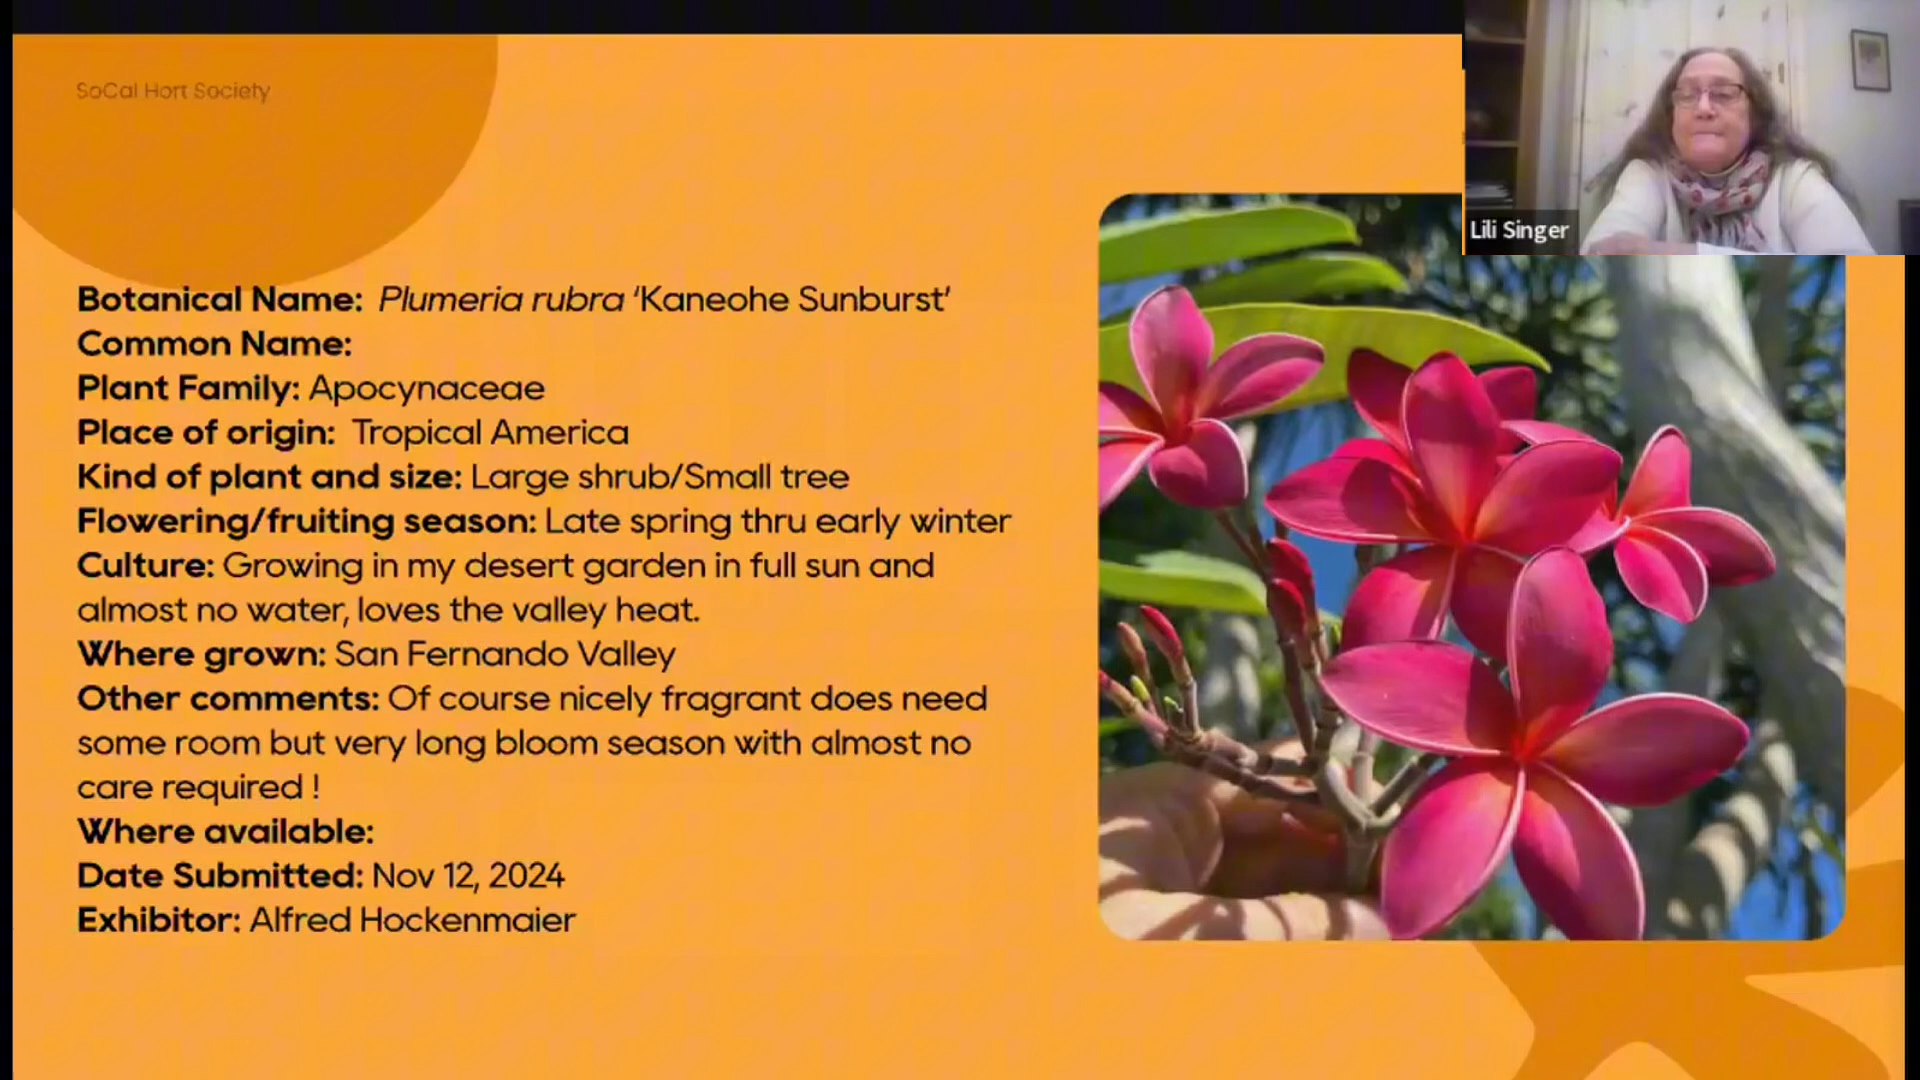 SoCal Hort Society
Lili Singer
Botanical Name: Plumeria rubra ‘Kaneohe Sunburst’
Common Name:
Plant Family: Apocynaceae
Place of origin: Tropical America
Kind of plant and size: Large shrub/Small tree
Flowering/fruiting season: Late spring thru early winter
Culture: Growing in my desert garden in full sun and
almost no water, loves the valley heat.
Where grown: San Fernando Valley
Other comments: Of course nicely fragrant does need
some room but very long bloom season with almost no
care required !
Where available:
Date Submitted: Nov 12, 2024
Exhibitor: Alfred Hockenmaier